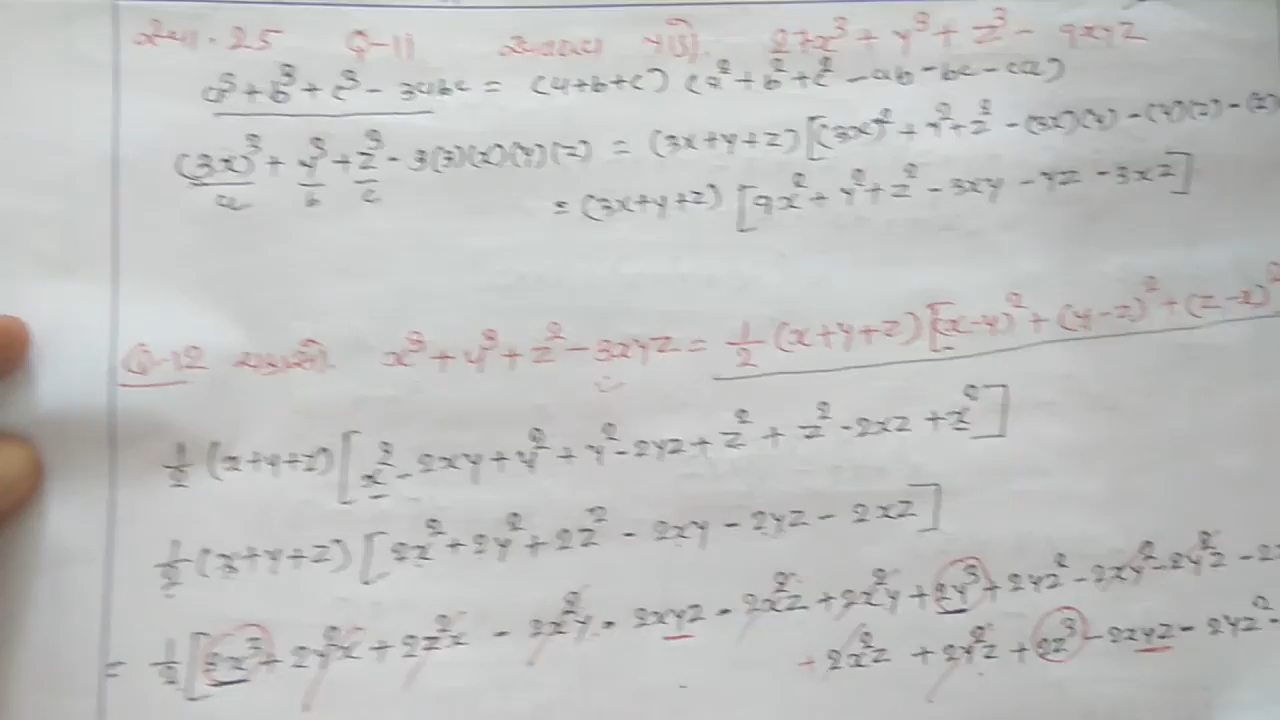 25 Q-11 27x³ + y³ + z³ - 9xyz
a³ + b³ + c³ - 3abc = (a+b+c) (a² + b² + c² - ab - bc - ca)
(3x)³ + y³ + z³ - 3(3)(x)(y)(z) = (3x+y+z) [(3x)² + y² + z² - (3x)(y) - (y)(z) - (z)
a b c
= (3x+y+z) [9x² + y² + z² - 3xy - yz - 3xz]
Q-12 x³ + y³ + z² - 3xyz = 1/2 (x+y+z) [(x-y)² + (y-z)² + (z-x)²
1/2 (x+y+z) [x² - 2xy + y² + y² - 2yz + z² + z² - 2xz + x²]
1/2 (x+y+z) [2x² + 2y² + 2z² - 2xy - 2yz - 2xz]
= 1/2 [2x³ + 2y²x + 2z²x - 2x²y - 2xyz - 2x²z + 2x²y + 2y³ + 2yz² - 2xy² - 2y²z - 2x
+ 2x²z + 2y²z + 2z³ - 2xyz - 2yz² -